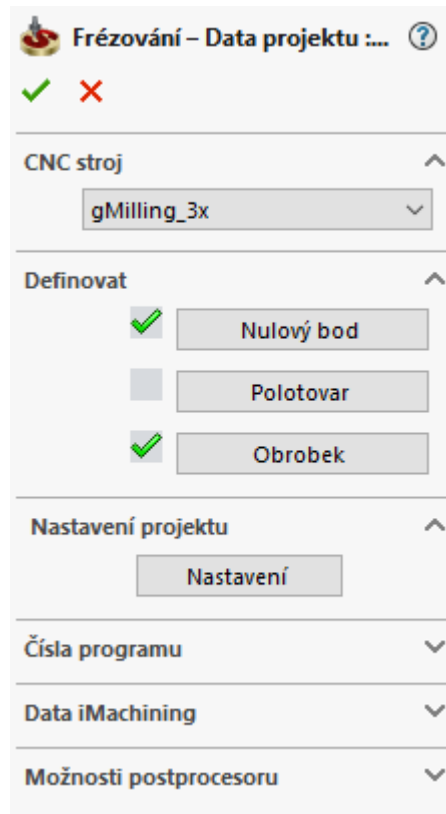 Frézování – Data projektu :...
CNC stroj
gMilling_3x
Definovat
Nulový bod
Polotovar
Obrobek
Nastavení projektu
Nastavení
Čísla programu
Data iMachining
Možnosti postprocesoru